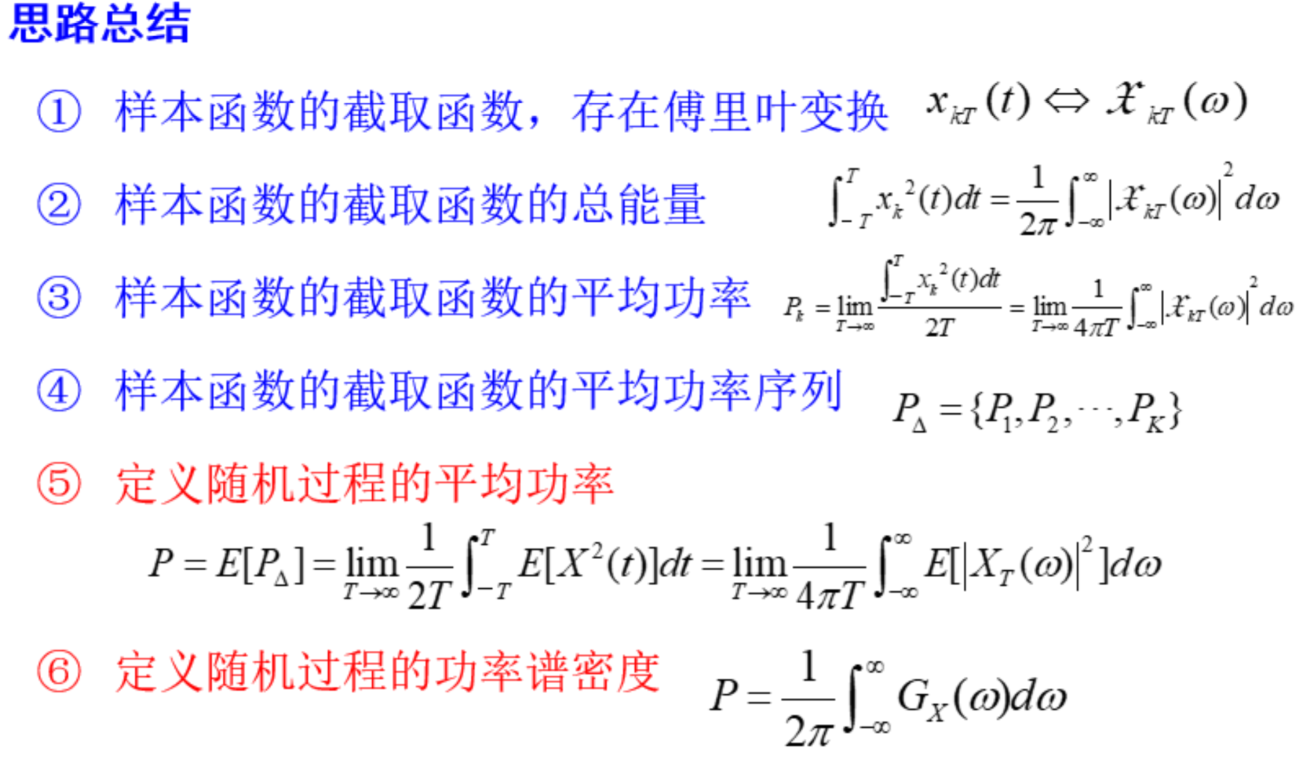 思路总结
① 样本函数的截取函数，存在傅里叶变换 $x_{kT}(t) \Leftrightarrow \mathcal{X}_{kT}(\omega)$
② 样本函数的截取函数的总能量 $\int_{-T}^{T} x_k^2(t)dt = \frac{1}{2\pi}\int_{-\infty}^{\infty} \left|\mathcal{X}_{kT}(\omega)\right|^2 d\omega$
③ 样本函数的截取函数的平均功率 $P_k = \lim_{T\to\infty} \frac{\int_{-T}^{T} x_k^2(t)dt}{2T} = \lim_{T\to\infty} \frac{1}{4\pi T}\int_{-\infty}^{\infty} \left|\mathcal{X}_{kT}(\omega)\right|^2 d\omega$
④ 样本函数的截取函数的平均功率序列 $P_\Delta = \{P_1, P_2, \cdots, P_K\}$
⑤ 定义随机过程的平均功率
$P = E[P_\Delta] = \lim_{T\to\infty} \frac{1}{2T}\int_{-T}^{T} E[X^2(t)]dt = \lim_{T\to\infty} \frac{1}{4\pi T}\int_{-\infty}^{\infty} E[\left|X_T(\omega)\right|^2]d\omega$
⑥ 定义随机过程的功率谱密度 $P = \frac{1}{2\pi}\int_{-\infty}^{\infty} G_X(\omega)d\omega$